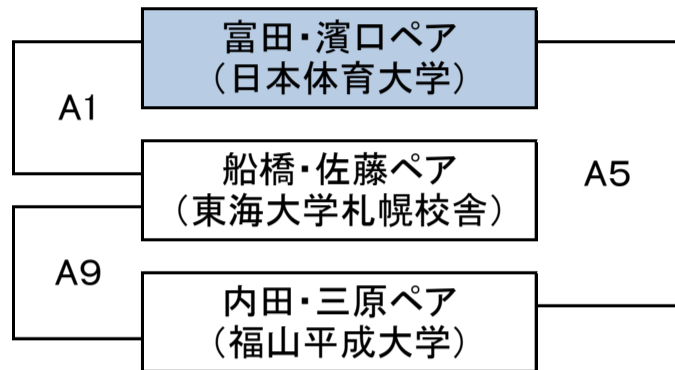 富田・濱口ペア
（日本体育大学）
A1
船橋・佐藤ペア
（東海大学札幌校舎）
A5
A9
内田・三原ペア
（福山平成大学）